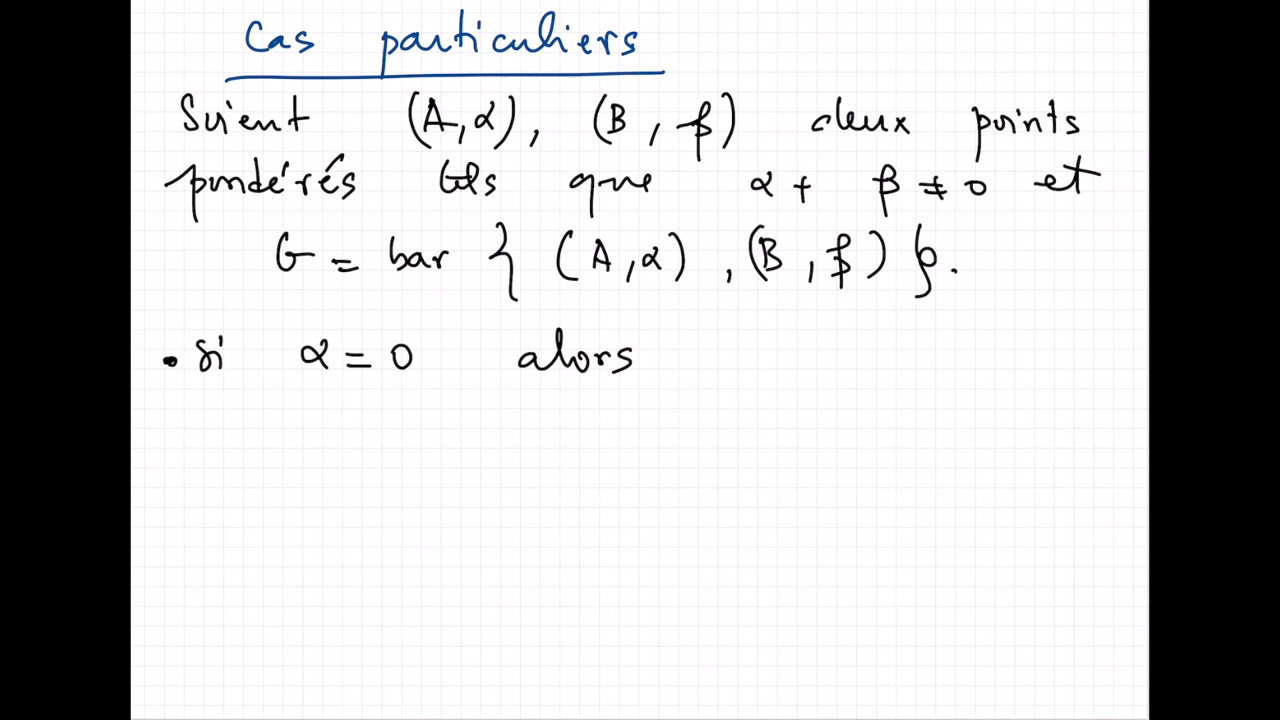 Cas particuliers
Soient (A,α), (B,β) deux points
pondérés tels que α + β ≠ 0 et
G = bar { (A,α) , (B,β) }.
• si α = 0 alors